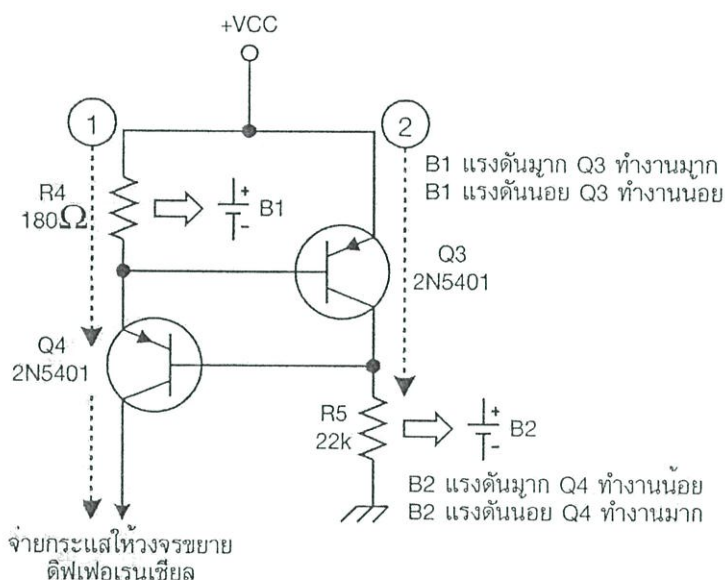 +VCC
1
2
R4
180Ω
+
-
B1
B1 แรงดันมาก Q3 ทำงานมาก
B1 แรงดันน้อย Q3 ทำงานน้อย
Q3
2N5401
Q4
2N5401
R5
22k
+
-
B2
B2 แรงดันมาก Q4 ทำงานน้อย
B2 แรงดันน้อย Q4 ทำงานมาก
จ่ายกระแสให้วงจรขยาย
ดิฟเฟอเรนเชียล